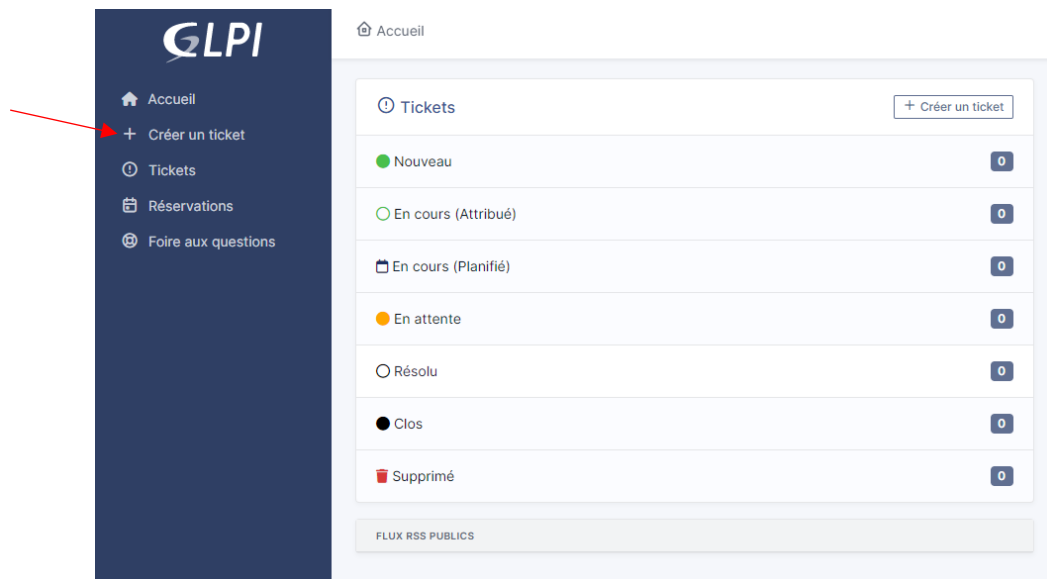 GLPI
Accueil
Créer un ticket
Tickets
Réservations
Foire aux questions
Accueil
Tickets
+ Créer un ticket
Nouveau 0
En cours (Attribué) 0
En cours (Planifié) 0
En attente 0
Résolu 0
Clos 0
Supprimé 0
FLUX RSS PUBLICS